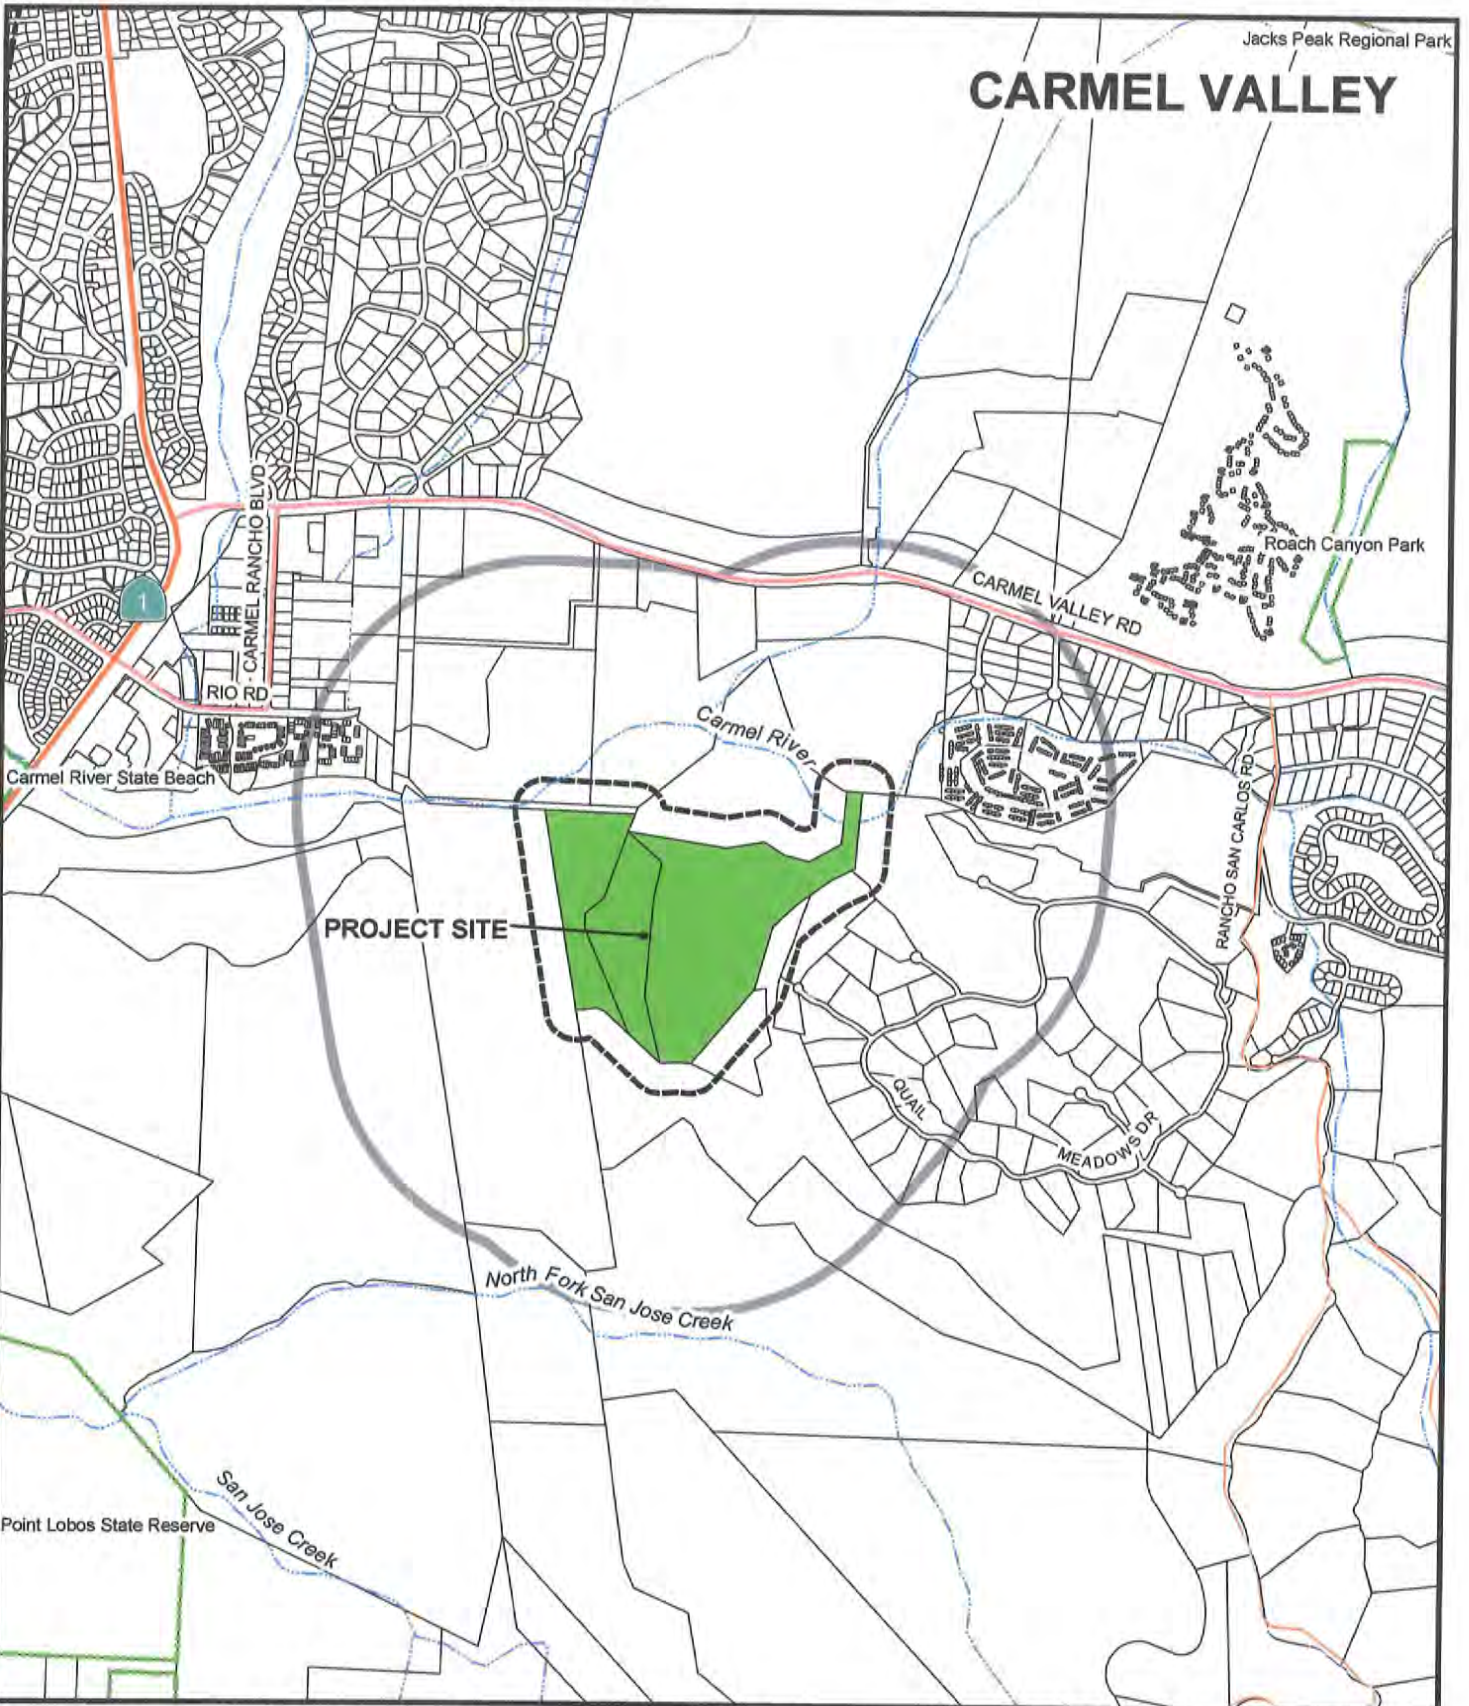 Jacks Peak Regional Park
CARMEL VALLEY
CARMEL RANCHO BLVD
Roach Canyon Park
1
CARMEL VALLEY RD
RIO RD
Carmel River
Carmel River State Beach
RANCHO SAN CARLOS RD
PROJECT SITE
QUAIL
MEADOWS DR
North Fork San Jose Creek
San Jose Creek
Point Lobos State Reserve